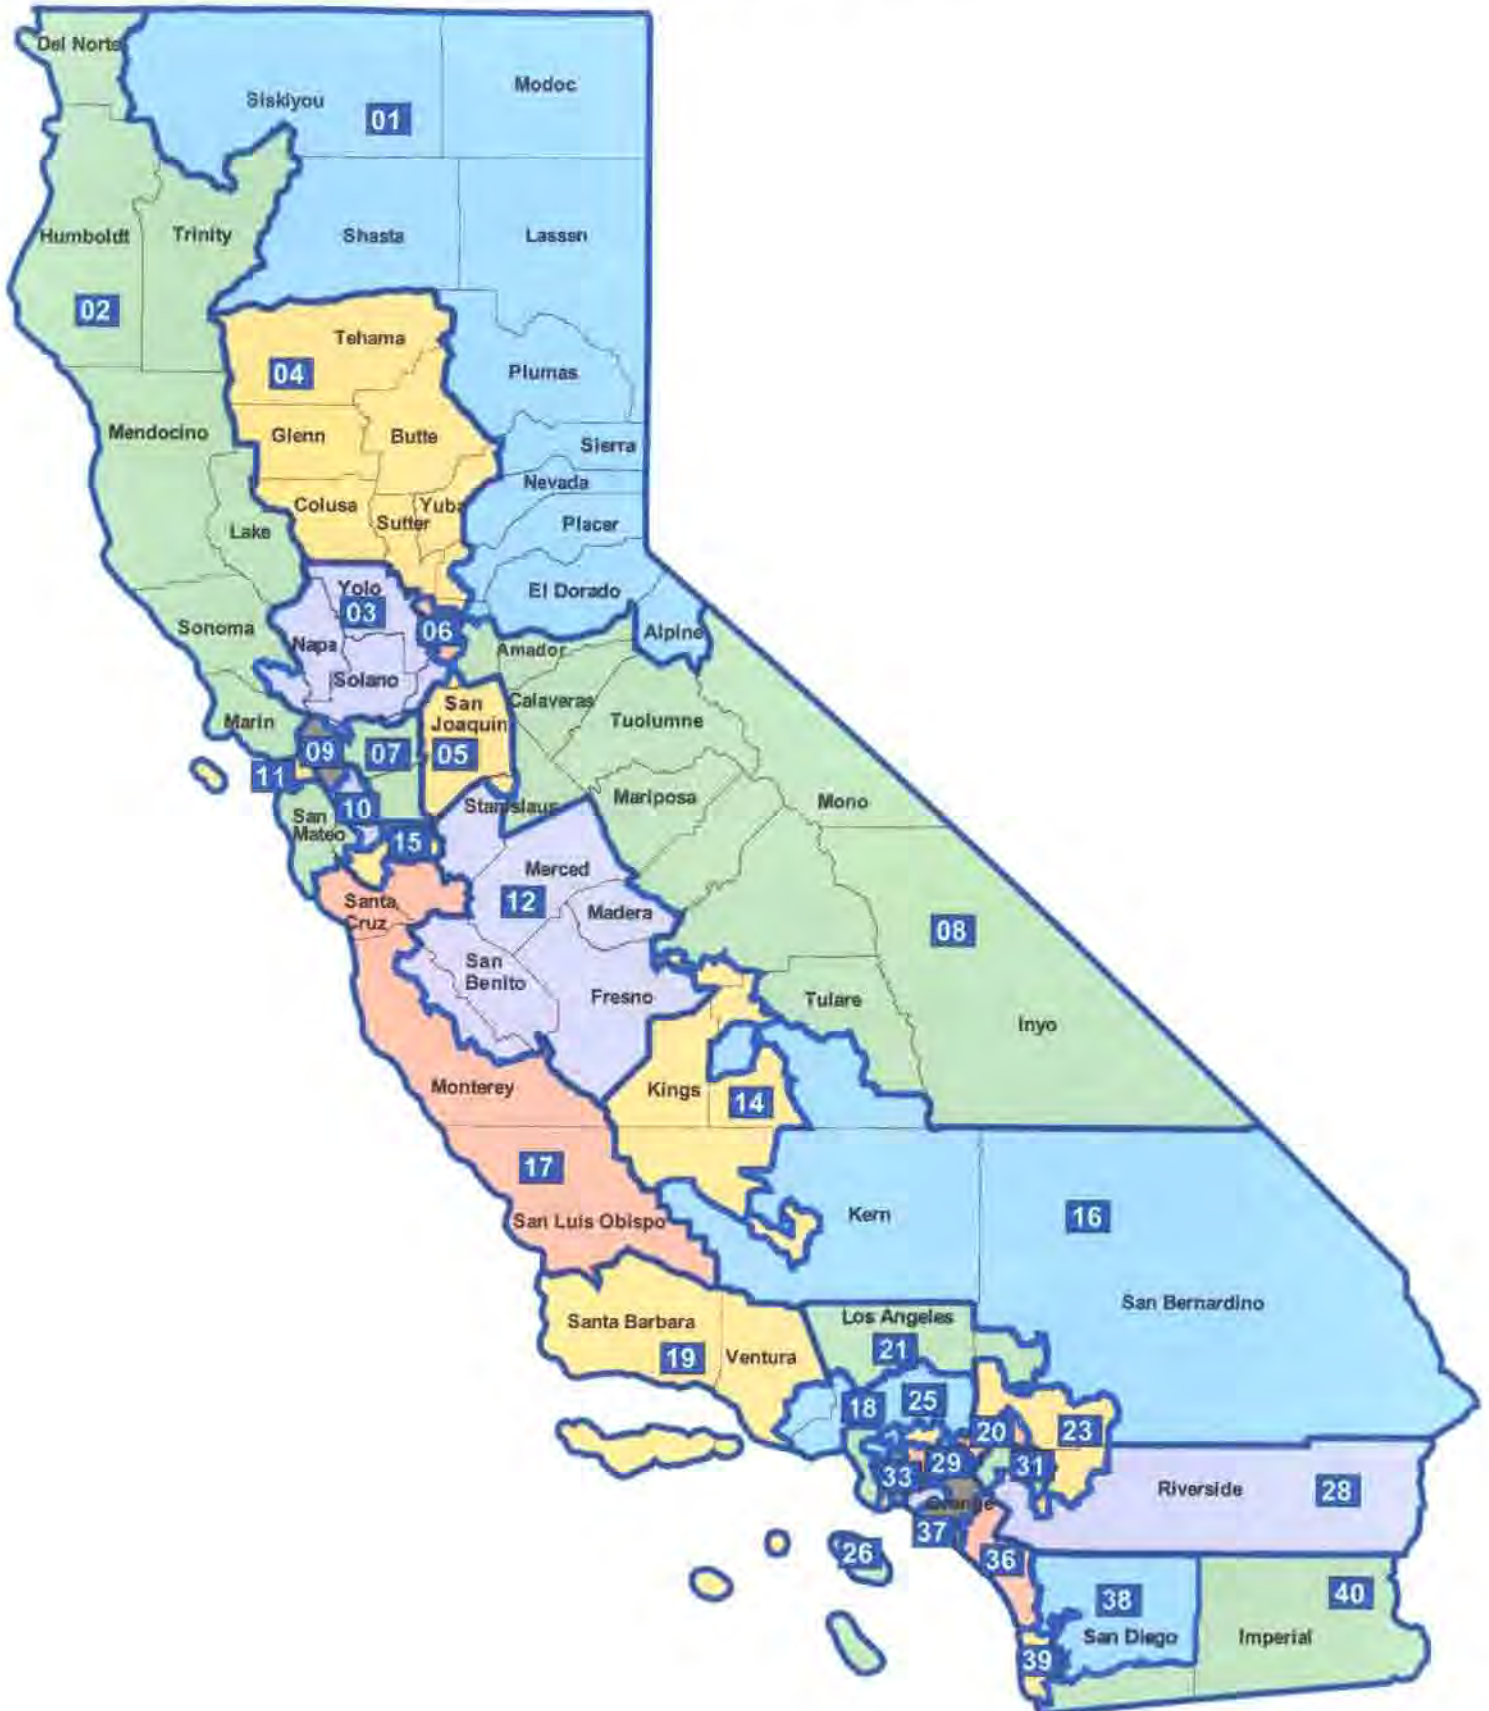 Del Norte
Siskiyou
01
Modoc
Humboldt
Trinity
Shasta
Lassen
02
Tehama
04
Plumas
Mendocino
Glenn
Butte
Sierra
Nevada
Colusa
Yuba
Sutter
Placer
Lake
Yolo
El Dorado
03
Sonoma
06
Alpine
Napa
Amador
Solano
San
Joaquin
Calaveras
Tuolumne
Marin
09
07
05
11
10
San
Mateo
Stanislaus
Mariposa
Mono
15
Merced
12
Santa
Cruz
Madera
08
San
Benito
Fresno
Tulare
Inyo
Monterey
Kings
14
17
San Luis Obispo
Kern
16
San Bernardino
Santa Barbara
19
Ventura
Los Angeles
21
18
25
20
23
33
29
31
Orange
Riverside
28
37
26
36
38
40
San Diego
Imperial
39